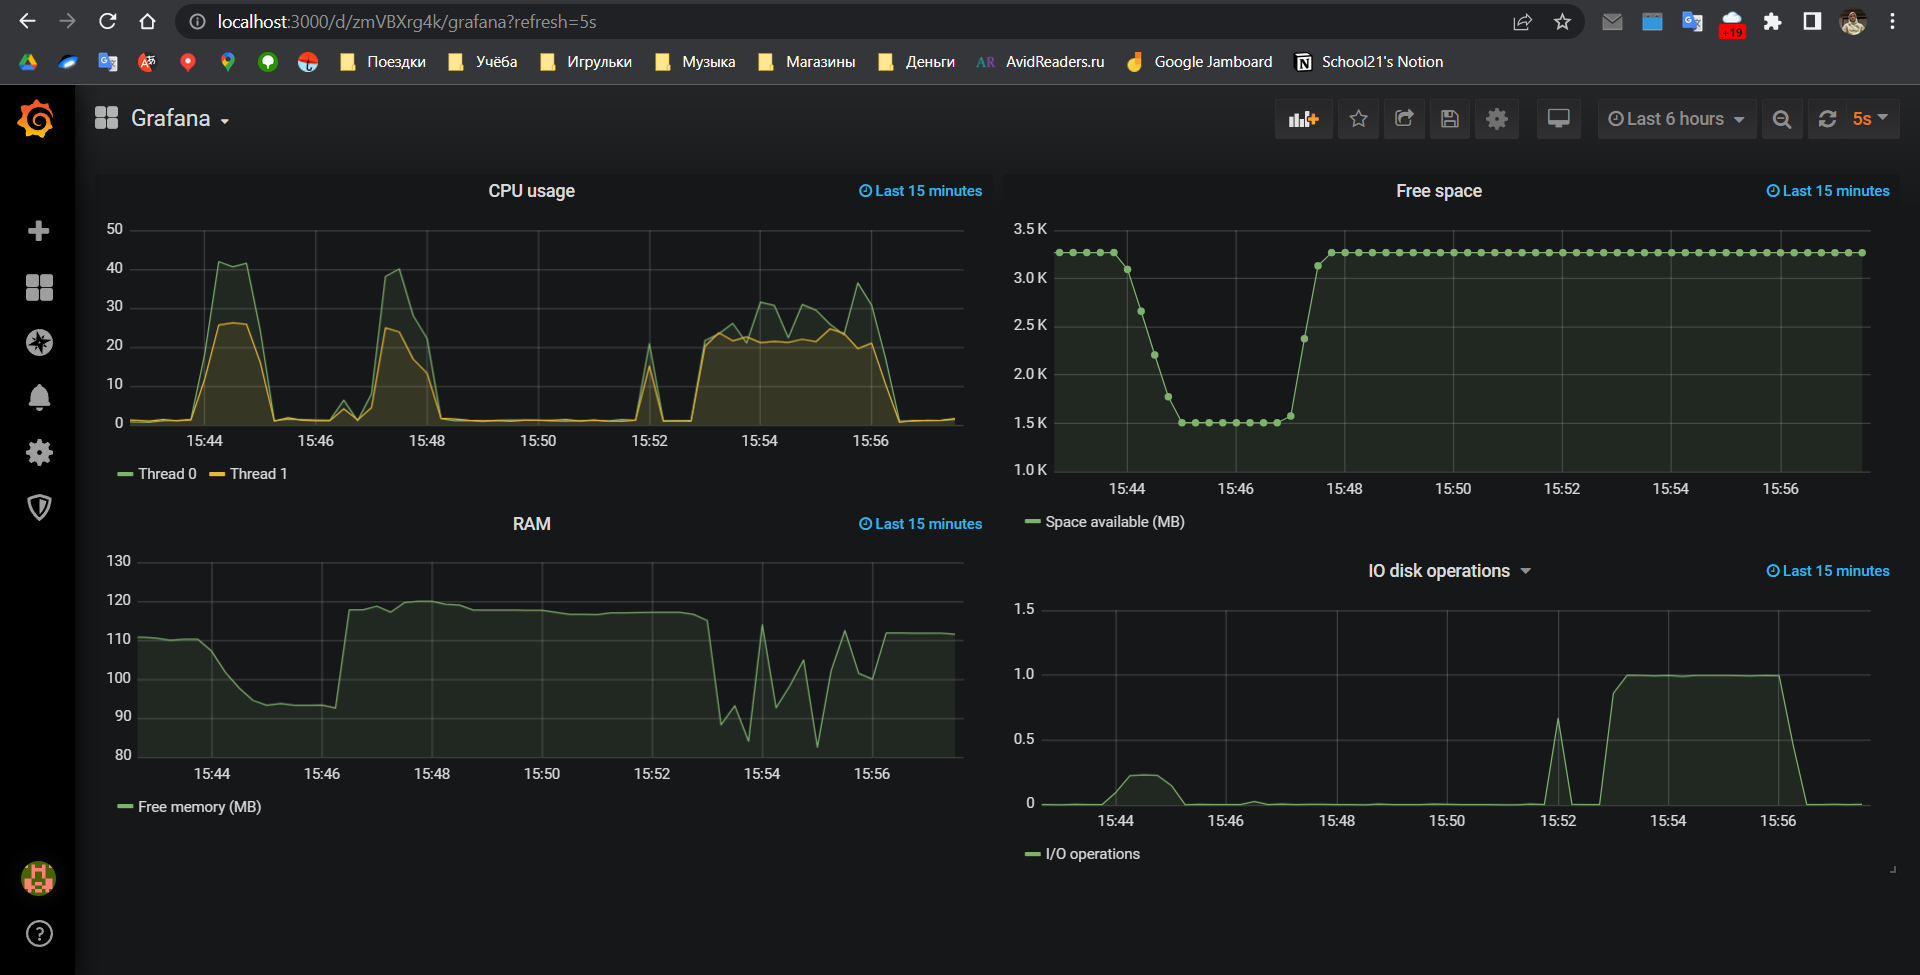 localhost:3000/d/zmVBXrg4k/grafana?refresh=5s
+19
Поездки Учёба Игрульки Музыка Магазины Деньги AR AvidReaders.ru Google Jamboard School21's Notion
Grafana
Last 6 hours 5s
CPU usage
Last 15 minutes
50
40
30
20
10
0
15:44 15:46 15:48 15:50 15:52 15:54 15:56
Thread 0 Thread 1
Free space
Last 15 minutes
3.5 K
3.0 K
2.5 K
2.0 K
1.5 K
1.0 K
15:44 15:46 15:48 15:50 15:52 15:54 15:56
Space available (MB)
RAM
Last 15 minutes
130
120
110
100
90
80
15:44 15:46 15:48 15:50 15:52 15:54 15:56
Free memory (MB)
IO disk operations
Last 15 minutes
1.5
1.0
0.5
0
15:44 15:46 15:48 15:50 15:52 15:54 15:56
I/O operations